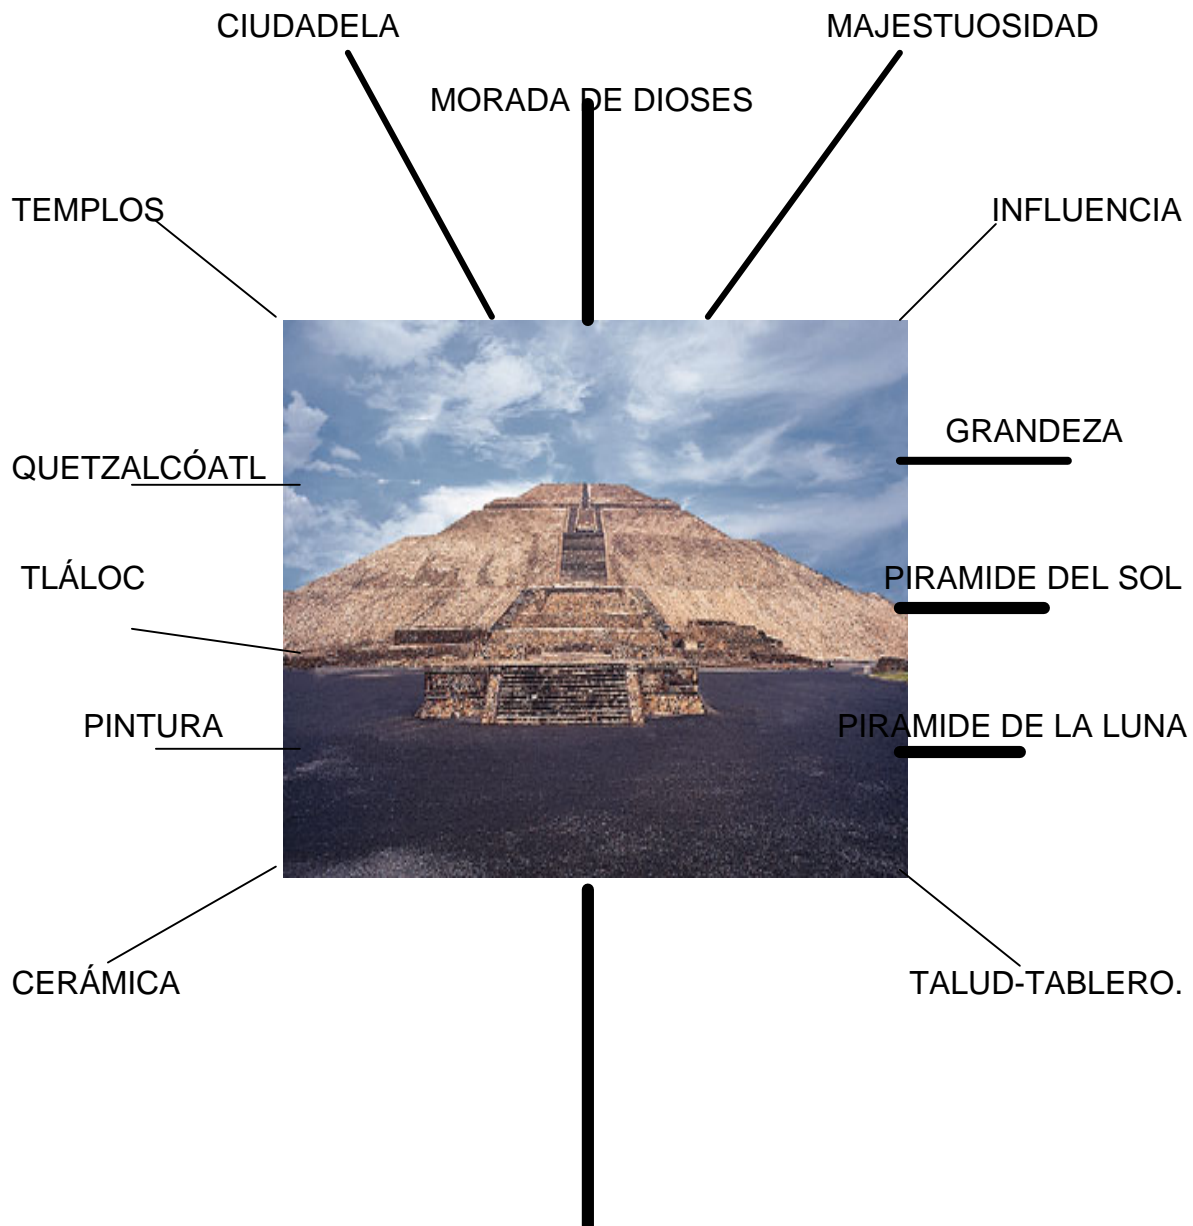 CIUDADELA
MAJESTUOSIDAD
MORADA DE DIOSES
TEMPLOS
INFLUENCIA
GRANDEZA
QUETZALCÓATL
TLÁLOC
PIRAMIDE DEL SOL
PINTURA
PIRAMIDE DE LA LUNA
CERÁMICA
TALUD-TABLERO.